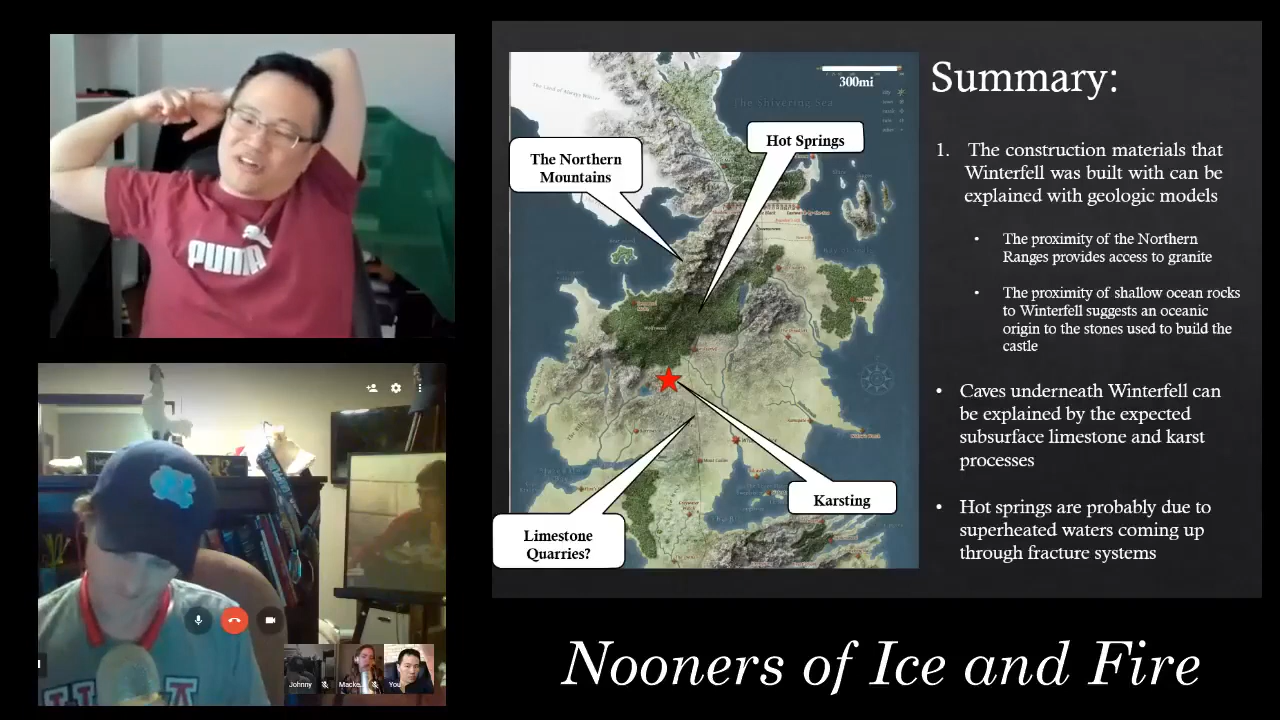 PUMA
Johnny
Macke...
You
300mi
The Shivering Sea
Hot Springs
The Northern
Mountains
Karsting
Limestone
Quarries?
Summary:
1. The construction materials that
Winterfell was built with can be
explained with geologic models
• The proximity of the Northern
Ranges provides access to granite
• The proximity of shallow ocean rocks
to Winterfell suggests an oceanic
origin to the stones used to build the
castle
• Caves underneath Winterfell can
be explained by the expected
subsurface limestone and karst
processes
• Hot springs are probably due to
superheated waters coming up
through fracture systems
Nooners of Ice and Fire